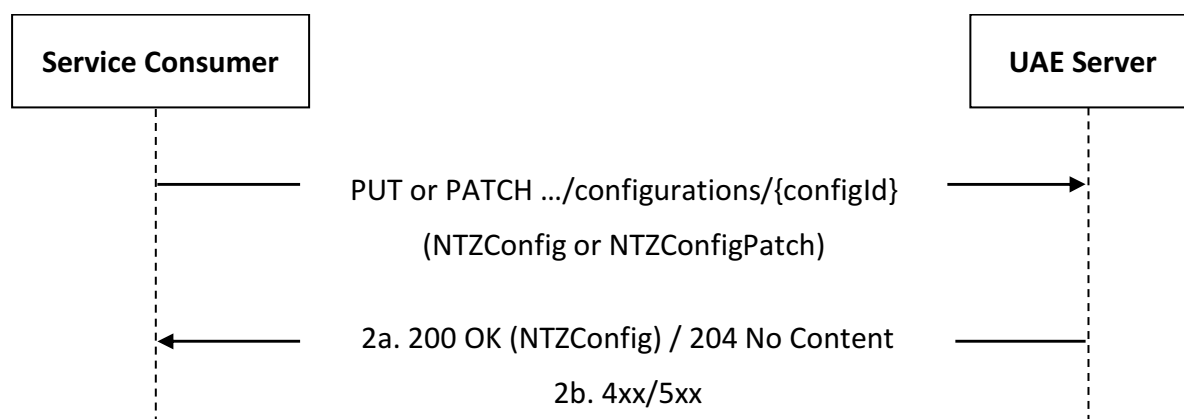 Service Consumer
UAE Server
PUT or PATCH …/configurations/{configId}
(NTZConfig or NTZConfigPatch)
2a. 200 OK (NTZConfig) / 204 No Content
2b. 4xx/5xx